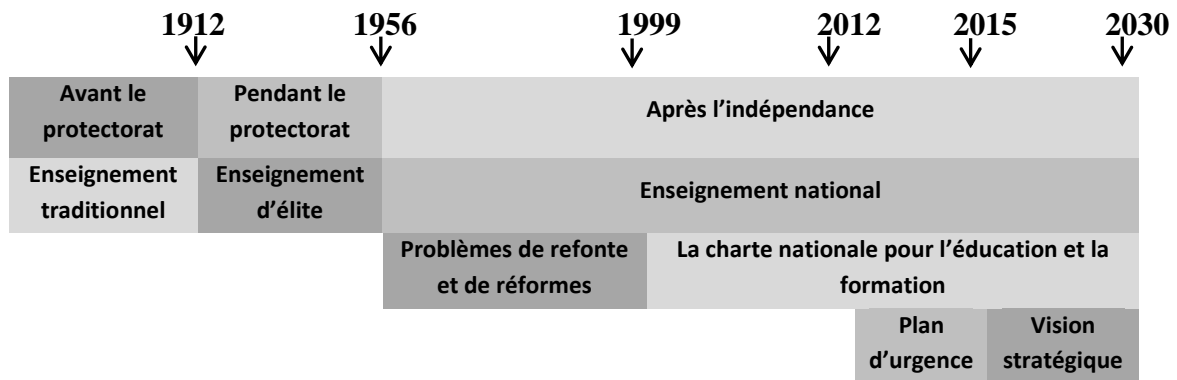 1912 1956 1999 2012 2015 2030
Avant le
protectorat
Pendant le
protectorat
Après l’indépendance
Enseignement
traditionnel
Enseignement
d’élite
Enseignement national
Problèmes de refonte
et de réformes
La charte nationale pour l’éducation et la
formation
Plan
d’urgence
Vision
stratégique